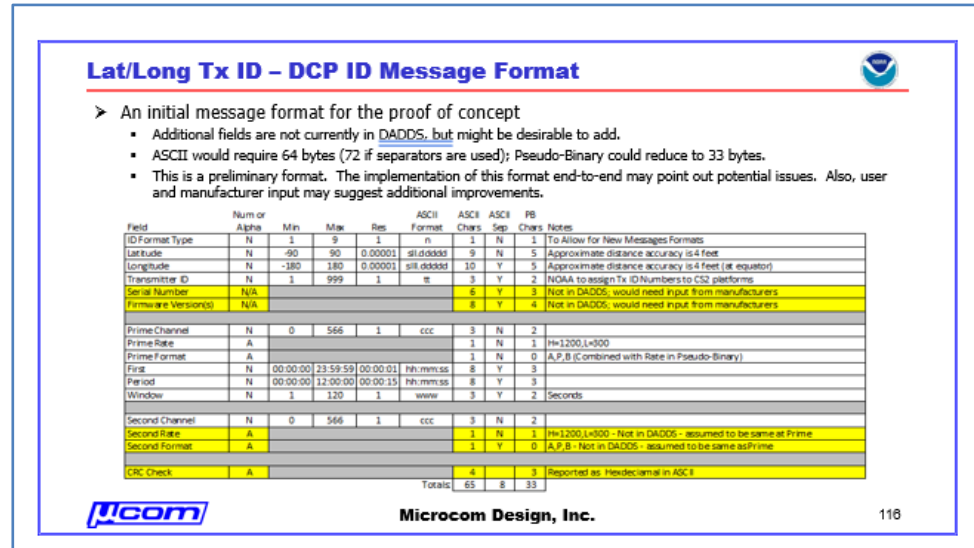 Lat/Long Tx ID – DCP ID Message Format
➤ An initial message format for the proof of concept
▪ Additional fields are not currently in DADDS, but might be desirable to add.
▪ ASCII would require 64 bytes (72 if separators are used); Pseudo-Binary could reduce to 33 bytes.
▪ This is a preliminary format. The implementation of this format end-to-end may point out potential issues. Also, user
and manufacturer input may suggest additional improvements.
Num or ASCII ASCII ASCII PB
Field Alpha Min Max Res Format Chars Sep Chars Notes
ID Format Type N 1 9 1 n 1 N 1 To Allow for New Messages Formats
Latitude N -90 90 0.00001 sll.ddddd 9 N 5 Approximate distance accuracy is 4 feet
Longitude N -180 180 0.00001 slll.ddddd 10 Y 5 Approximate distance accuracy is 4 feet (at equator)
Transmitter ID N 1 999 1 tt 3 Y 2 NOAA to assign Tx ID Numbers to CS2 platforms
Serial Number N/A 6 Y 3 Not in DADDS; would need input from manufacturers
Firmware Version(s) N/A 8 Y 4 Not in DADDS; would need input from manufacturers
Prime Channel N 0 566 1 ccc 3 N 2
Prime Rate A 1 N 1 H=1200,L=300
Prime Format A 1 N 0 A,P,B (Combined with Rate in Pseudo-Binary)
First N 00:00:00 23:59:59 00:00:01 hh:mm:ss 8 Y 3
Period N 00:00:00 12:00:00 00:00:15 hh:mm:ss 8 Y 3
Window N 1 120 1 www 3 Y 2 Seconds
Second Channel N 0 566 1 ccc 3 N 2
Second Rate A 1 N 1 H=1200,L=300 - Not in DADDS - assumed to be same at Prime
Second Format A 1 Y 0 A,P,B - Not in DADDS - assumed to be same as Prime
CRC Check A 4 3 Reported as Hexdecimal in ASCII
Totals: 65 8 33
µcom Microcom Design, Inc. 116